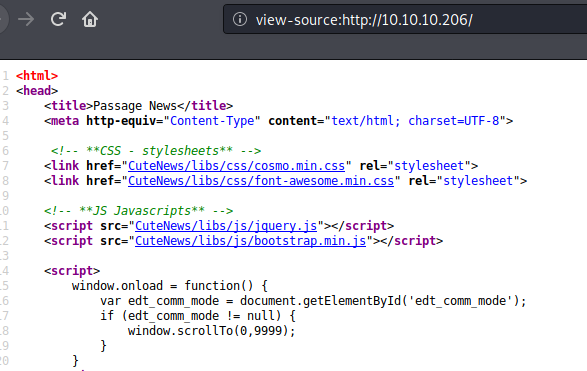 view-source:http://10.10.10.206/
1 <html>
2 <head>
3 <title>Passage News</title>
4 <meta http-equiv="Content-Type" content="text/html; charset=UTF-8">
5
6 <!-- **CSS - stylesheets** -->
7 <link href="CuteNews/libs/css/cosmo.min.css" rel="stylesheet">
8 <link href="CuteNews/libs/css/font-awesome.min.css" rel="stylesheet">
9
10 <!-- **JS Javascripts** -->
11 <script src="CuteNews/libs/js/jquery.js"></script>
12 <script src="CuteNews/libs/js/bootstrap.min.js"></script>
13
14 <script>
15 window.onload = function() {
16 var edt_comm_mode = document.getElementById('edt_comm_mode');
17 if (edt_comm_mode != null) {
18 window.scrollTo(0,9999);
19 }
20 }